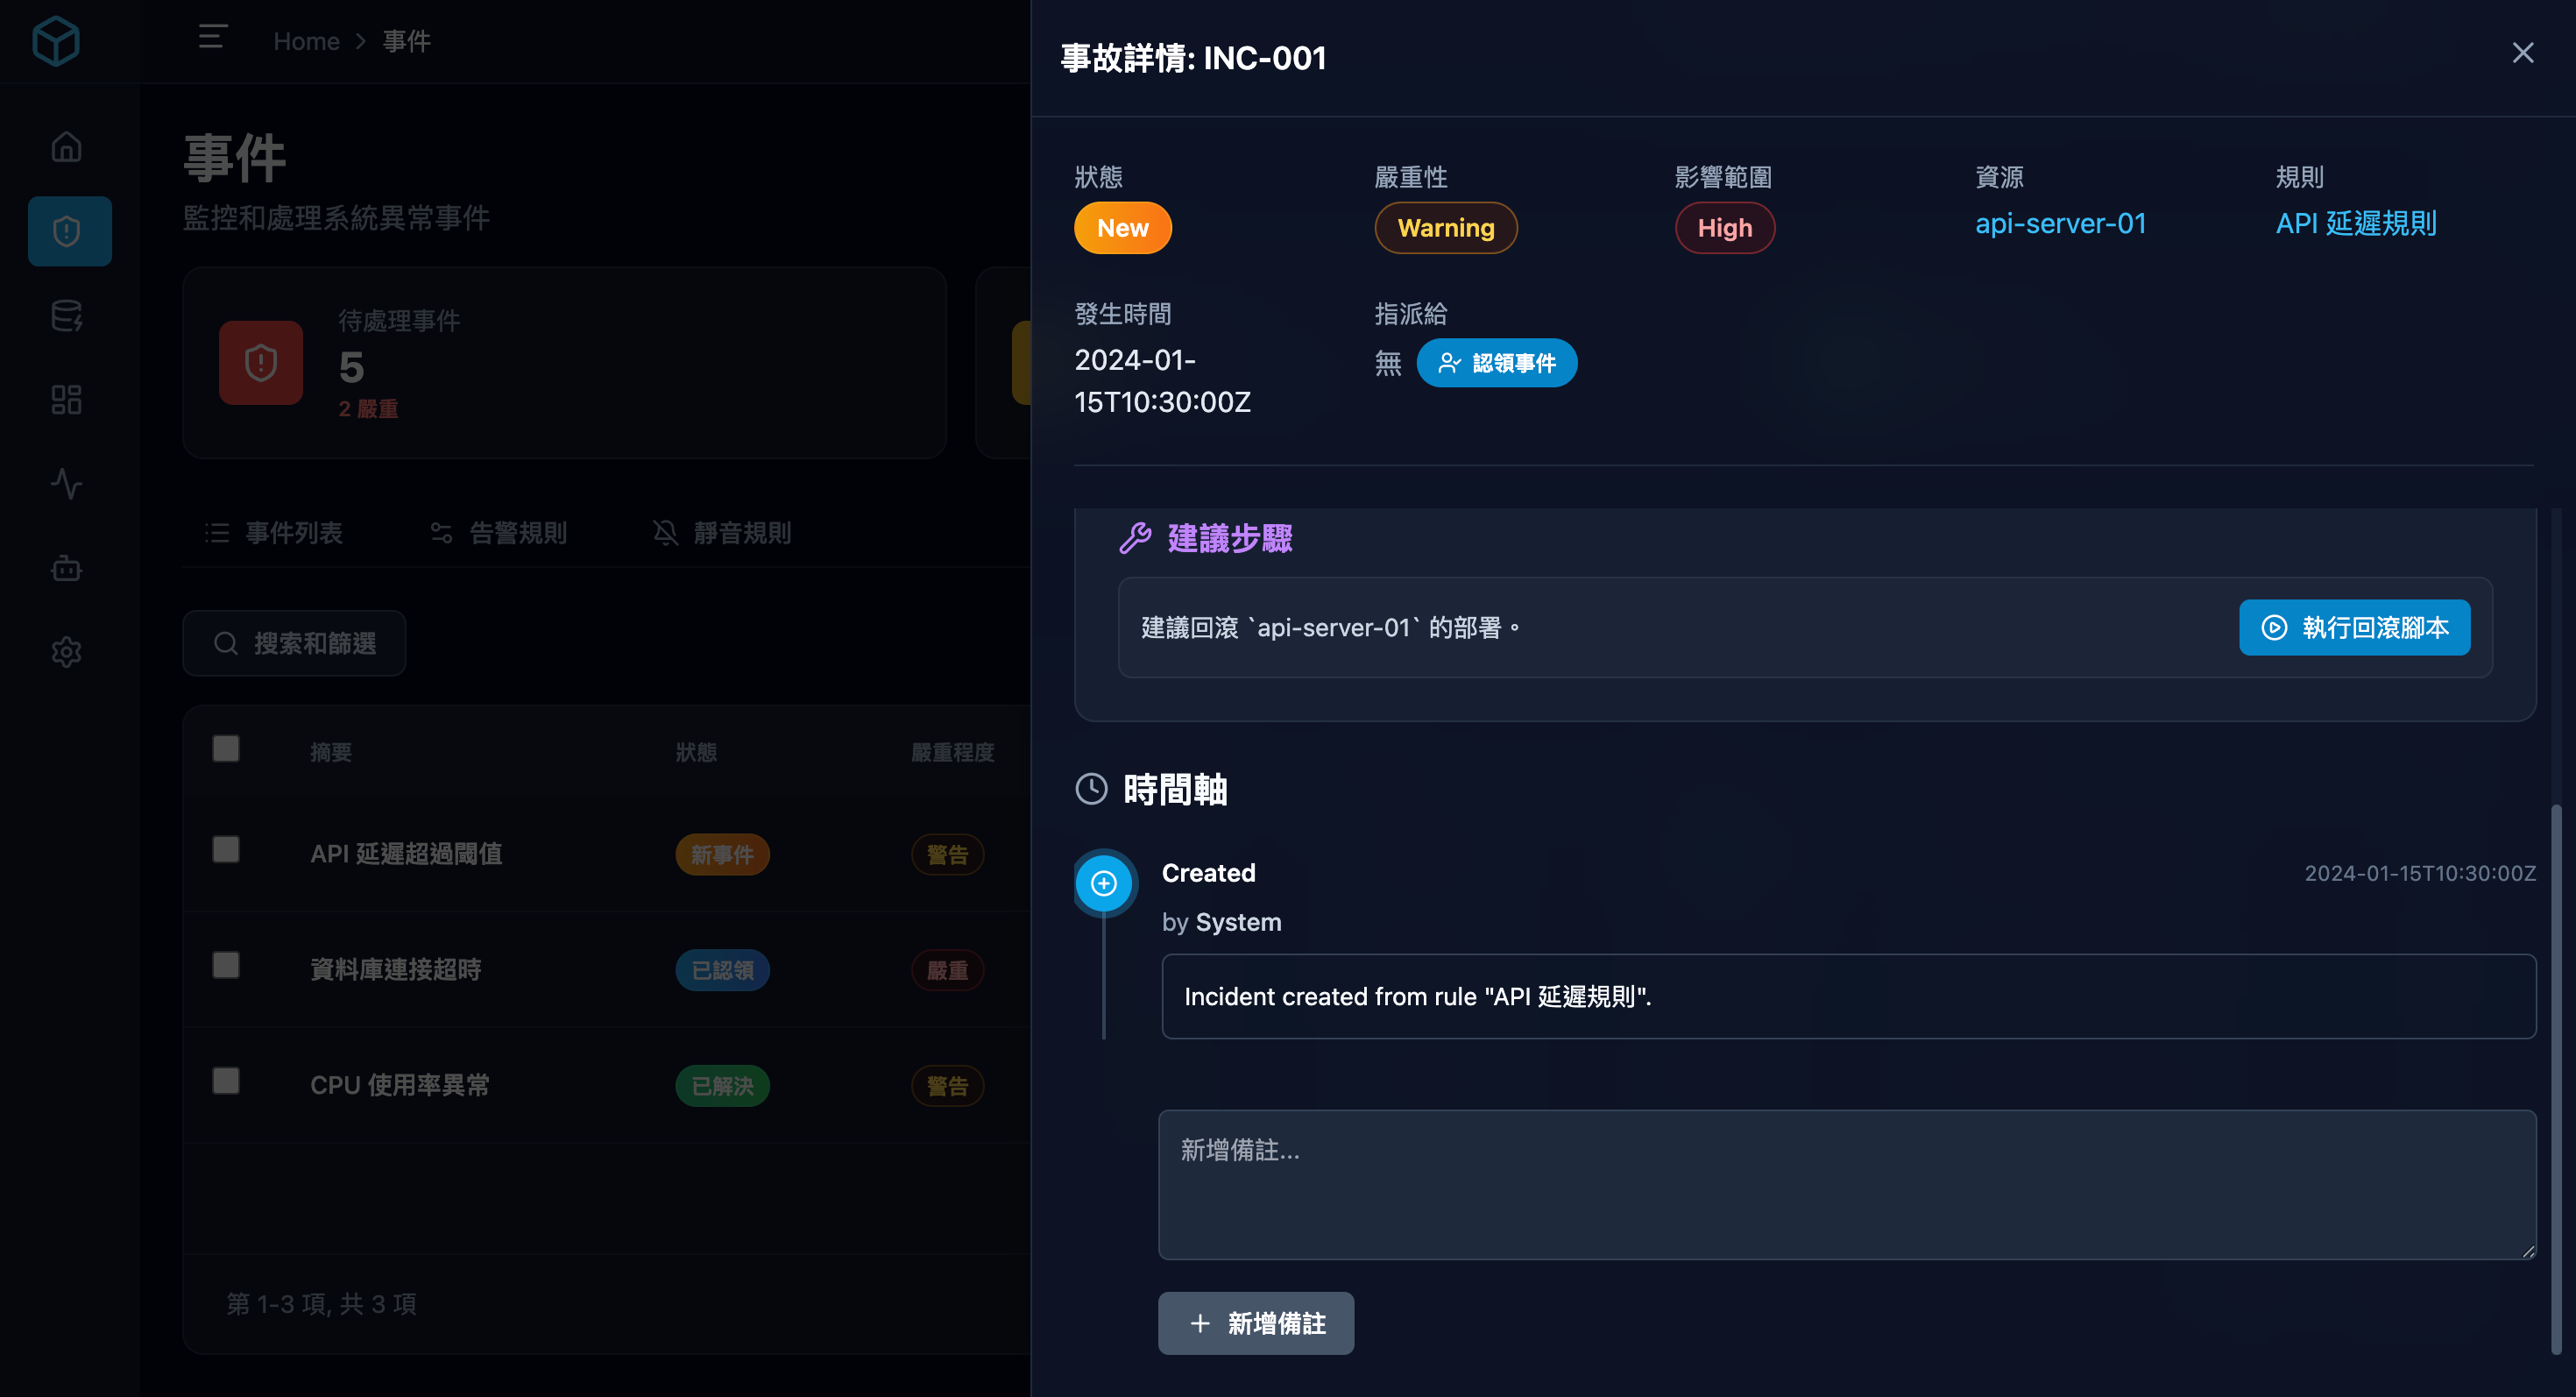 Home > 事件
事件
監控和處理系統異常事件
待處理事件
5
2 嚴重
事件列表
告警規則
靜音規則
搜索和篩選
摘要 狀態 嚴重程度
API 延遲超過閾值 新事件 警告
資料庫連接超時 已認領 嚴重
CPU 使用率異常 已解決 警告
第 1-3 項, 共 3 項
事故詳情: INC-001
狀態 嚴重性 影響範圍 資源 規則
New Warning High api-server-01 API 延遲規則
發生時間 指派給
2024-01-
15T10:30:00Z
無 認領事件
建議步驟
建議回滾 `api-server-01` 的部署。
執行回滾腳本
時間軸
Created 2024-01-15T10:30:00Z
by System
Incident created from rule "API 延遲規則".
新增備註...
新增備註